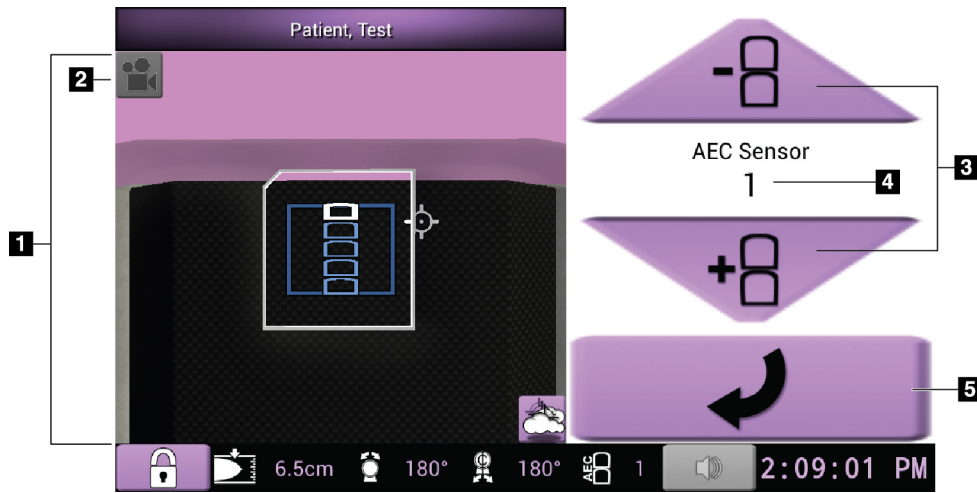 Patient, Test
2
- 
AEC Sensor
3
1
4
1
+
5
6.5cm
180°
C
180°
AEC
1
2:09:01 PM